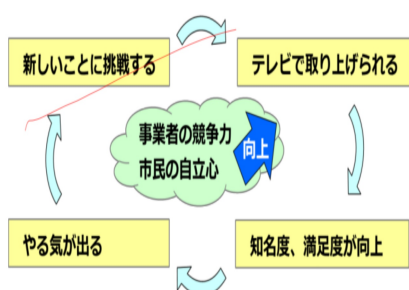 新しいことに挑戦する
テレビで取り上げられる
事業者の競争力
市民の自立心
向上
やる気が出る
知名度、満足度が向上